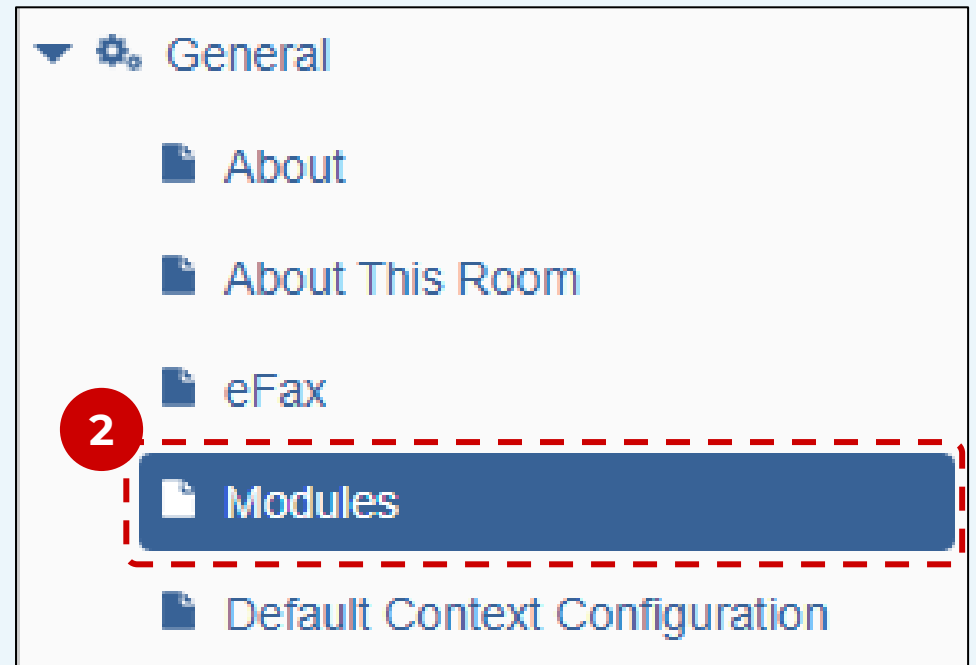 General
About
About This Room
eFax
2
Modules
Default Context Configuration